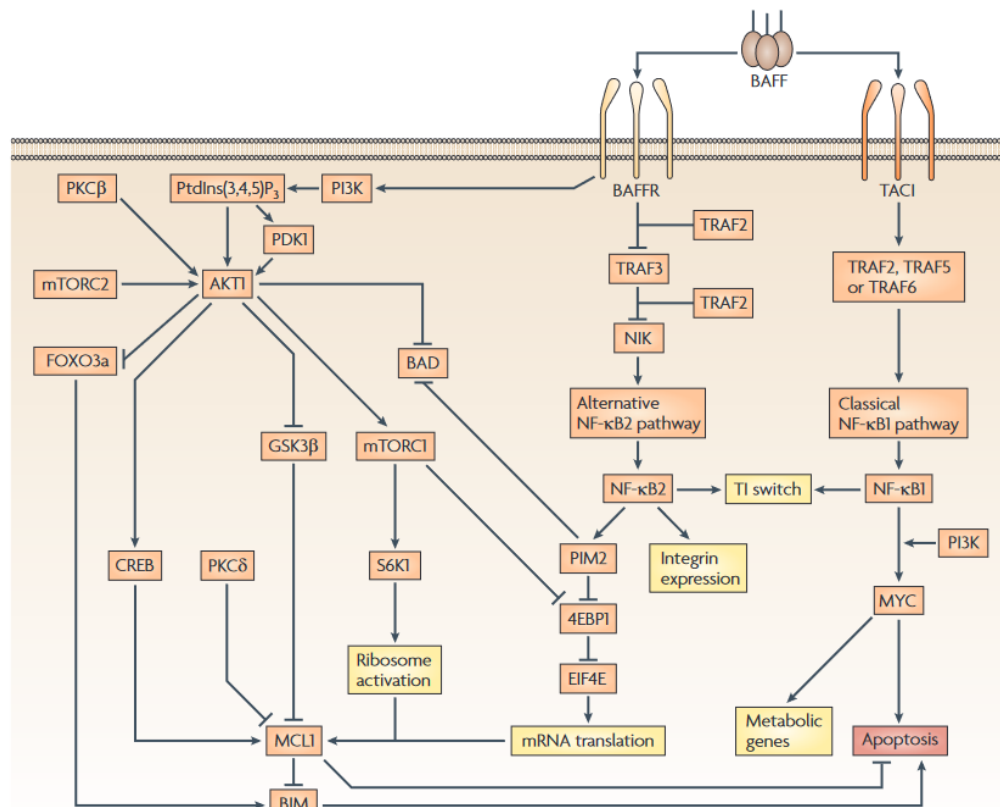 BAFF
PKCβ
PtdIns(3,4,5)P₃
PI3K
BAFFR
TACI
PDK1
TRAF2
mTORC2
AKT1
TRAF3
TRAF2, TRAF5
or TRAF6
TRAF2
FOXO3a
BAD
NIK
Alternative
NF-κB2 pathway
Classical
NF-κB1 pathway
GSK3β
mTORC1
NF-κB2
TI switch
NF-κB1
CREB
PKCδ
S6K1
PIM2
Integrin
expression
PI3K
4EBP1
MYC
Ribosome
activation
EIF4E
MCL1
mRNA translation
Metabolic
genes
Apoptosis
BIM